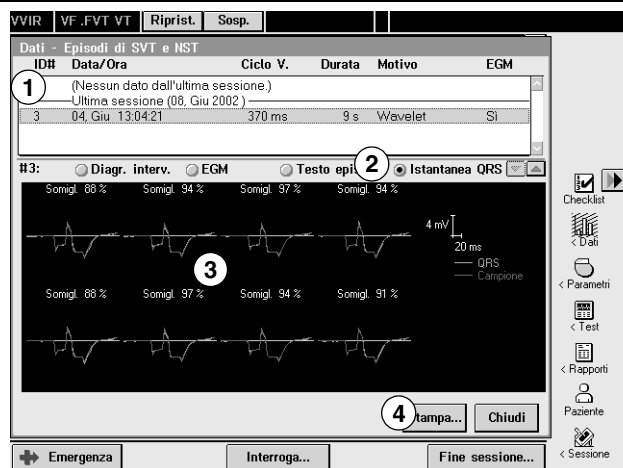 VVIR VF .FVT VT Riprist. Sosp.
Dati - Episodi di SVT e NST
ID# Data/Ora Ciclo V. Durata Motivo EGM
1
(Nessun dato dall'ultima sessione.)
Ultima sessione (08, Giu 2002)
3 04, Giu 13:04:21 370 ms 9 s Wavelet Sì
2
#3: Diagr. interv. EGM Testo Istantanea QRS
Somigl. 88 % Somigl. 94 % Somigl. 97 % Somigl. 94 %
4 mV
20 ms
QRS
Campione
3
Somigl. 88 % Somigl. 97 % Somigl. 94 % Somigl. 91 %
4
Stampa... Chiudi
Checklist
< Dati
< Parametri
< Test
< Rapporti
Paziente
< Sessione
Emergenza Interroga... Fine sessione...